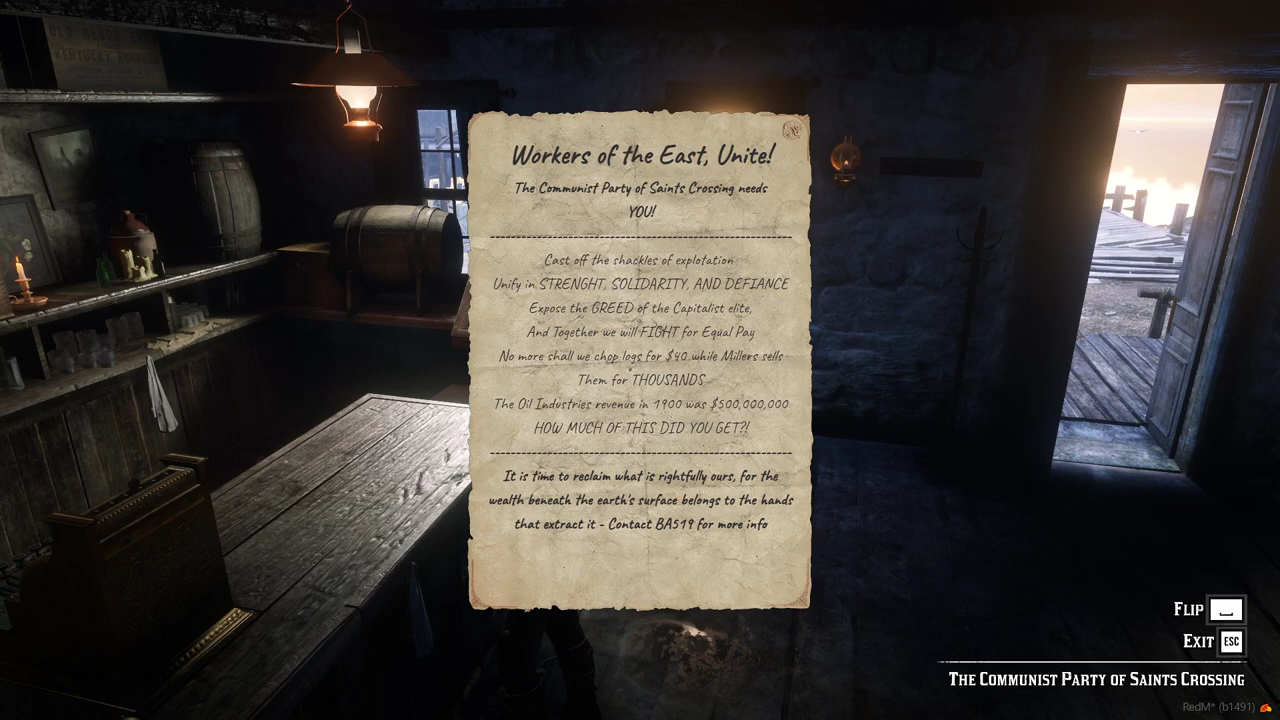 OLD BLOOD
KENTUCKY BOURBON
Workers of the East, Unite!
The Communist Party of Saints Crossing needs
YOU!
Cast off the shackles of explotation
Unify in STRENGHT, SOLIDARITY, AND DEFIANCE
Expose the GREED of the Capitalist elite,
And Together we will FIGHT for Equal Pay
No more shall we chop logs for $40 while Millers sells
Them for THOUSANDS
The Oil Industries revenue in 1900 was $500,000,000
HOW MUCH OF THIS DID YOU GET?!
It is time to reclaim what is rightfully ours, for the
wealth beneath the earth's surface belongs to the hands
that extract it - Contact BA519 for more info
FLIP
EXIT ESC
THE COMMUNIST PARTY OF SAINTS CROSSING
RedM* (b1491)